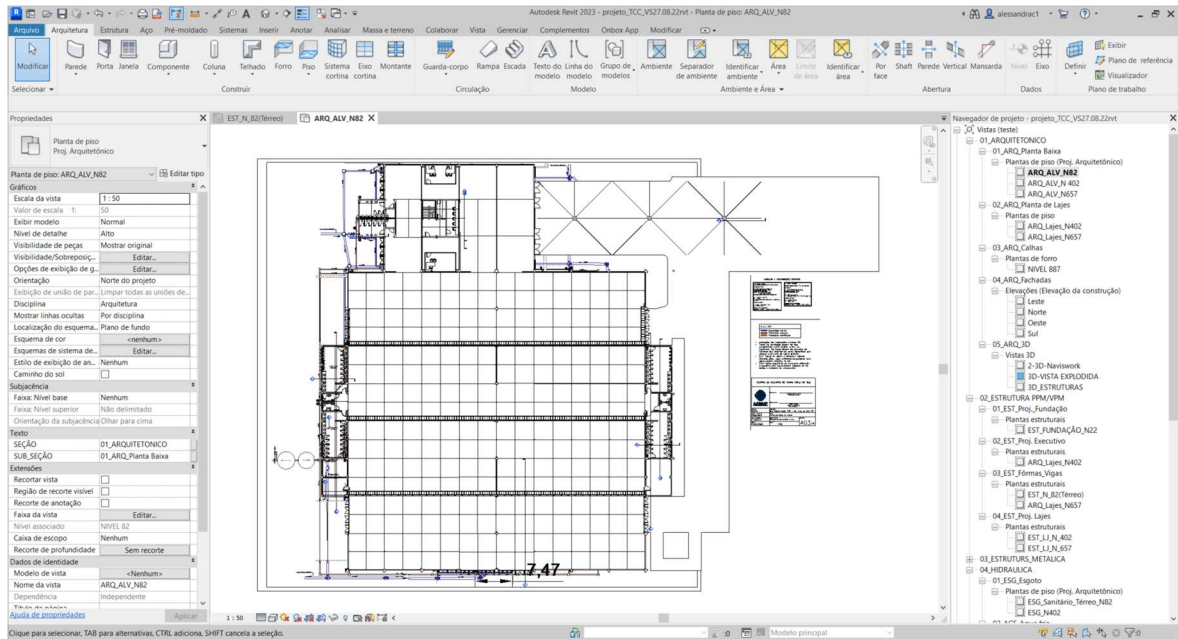 Autodesk Revit 2023 - projeto_TCC_VS27.08.22rvt - Planta de piso: ARQ_ALV_N82
alessandrac1
Arquivo Arquitetura Estrutura Aço Pré-moldado Sistemas Inserir Anotar Analisar Massa e terreno Colaborar Vista Gerenciar Complementos Onbox App Modificar
Modificar
Parede Porta Janela Componente Coluna Telhado Forro Piso Sistema cortina Eixo cortina Montante
Guarda-corpo Rampa Escada
Texto do modelo Linha do modelo Grupo de modelos
Ambiente Separador de ambiente Identificar ambiente Área Limite de área Identificar área
Por face Shaft Parede Vertical Mansarda
Nível Eixo
Definir Exibir
Plano de referência
Visualizador
Selecionar Construir Circulação Modelo Ambiente e Área Abertura Dados Plano de trabalho
Propriedades
Planta de piso
Proj. Arquitetônico
Planta de piso: ARQ_ALV_N82 Editar tipo
Gráficos
Escala da vista 1 : 50
Valor de escala 1: 50
Exibir modelo Normal
Nível de detalhe Alto
Visibilidade de peças Mostrar original
Visibilidade/Sobreposiç... Editar...
Opções de exibição de g... Editar...
Orientação Norte do projeto
Exibição de união de par... Limpar todas as uniões de...
Disciplina Arquitetura
Mostrar linhas ocultas Por disciplina
Localização do esquema... Plano de fundo
Esquema de cor <nenhum>
Esquemas de sistema de... Editar...
Estilo de exibição de an... Nenhum
Caminho do sol
Subjacência
Faixa: Nível base Nenhum
Faixa: Nível superior Não delimitado
Orientação da subjacência Olhar para cima
Texto
SEÇÃO 01_ARQUITETONICO
SUB_SEÇÃO 01_ARQ_Planta Baixa
Extensões
Recortar vista
Região de recorte visível
Recorte de anotação
Faixa da vista Editar...
Nível associado NIVEL 82
Caixa de escopo Nenhum
Recorte de profundidade Sem recorte
Dados de identidade
Modelo de vista <Nenhum>
Nome da vista ARQ_ALV_N82
Dependência Independente
Título da página
Ajuda de propriedades Aplicar
EST_N_82(Térreo) ARQ_ALV_N82
7,47
A03
1 : 50
Navegador de projeto - projeto_TCC_VS27.08.22rvt
Vistas (teste)
01_ARQUITETONICO
01_ARQ_Planta Baixa
Plantas de piso (Proj. Arquitetônico)
ARQ_ALV_N82
ARQ_ALV_N 402
ARQ_ALV_N657
02_ARQ_Planta de Lajes
Plantas de piso
ARQ_Lajes_N402
ARQ_Lajes_N657
03_ARQ_Calhas
Plantas de forro
NIVEL 887
04_ARQ_Fachadas
Elevações (Elevação da construção)
Leste
Norte
Oeste
Sul
05_ARQ_3D
Vistas 3D
2-3D-Naviswork
3D-VISTA EXPLODIDA
3D_ESTRUTURAS
02_ESTRUTURA PPM/VPM
01_EST_Proj._Fundação
Plantas estruturais
EST_FUNDAÇÃO_N22
02_EST_Proj. Executivo
Plantas estruturais
ARQ_Lajes_N402
03_EST_Fôrmas_Vigas
Plantas estruturais
EST_N_82(Térreo)
ARQ_Lajes_N657
04_EST_Proj. Lajes
Plantas estruturais
EST_LJ_N_402
EST_LJ_N_657
03_ESTRUTURS_METALICA
04_HIDRAULICA
01_ESG_Esgoto
Plantas de piso (Proj. Arquitetônico)
ESG_Sanitário_Térreo_N82
ESG_N402
Clique para selecionar, TAB para alternativas, CTRL adiciona, SHIFT cancela a seleção.
:0 Modelo principal
:0